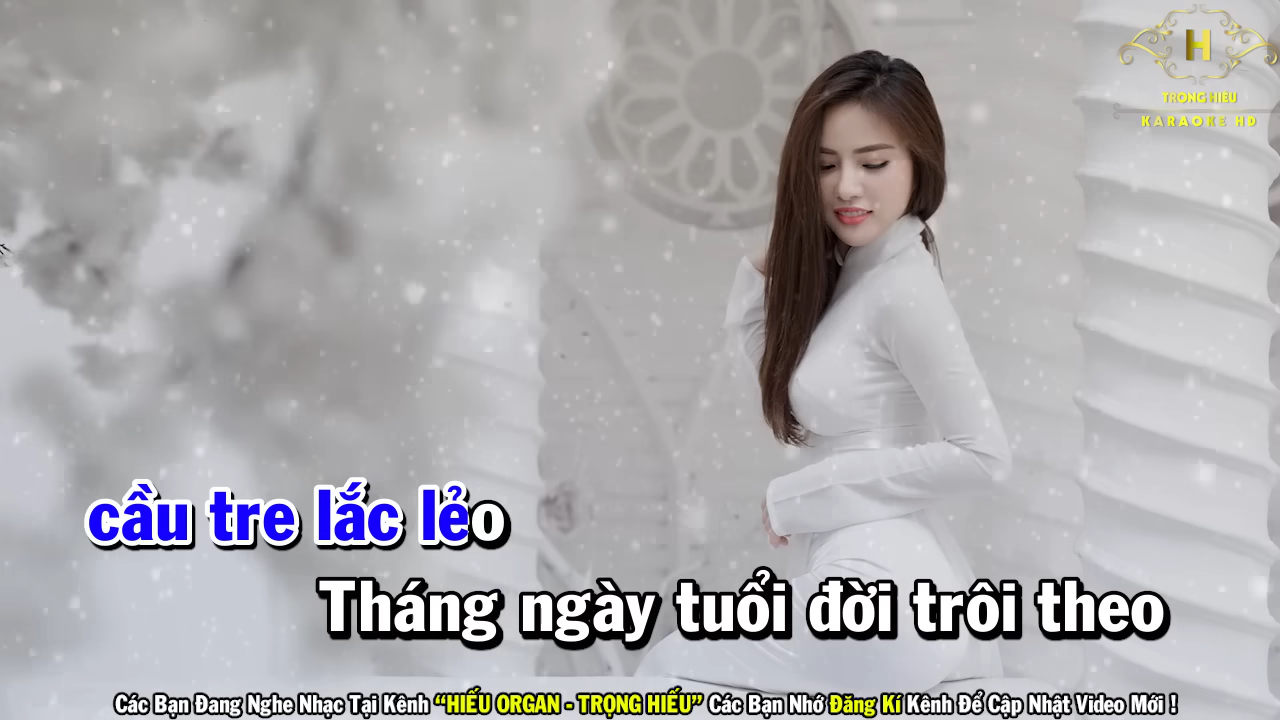 H
TRỌNG HIẾU
KARAOKE HD
cầu tre lắc lẻo
Tháng ngày tuổi đời trôi theo
Các Bạn Đang Nghe Nhạc Tại Kênh “HIẾU ORGAN - TRỌNG HIẾU” Các Bạn Nhớ Đăng Kí Kênh Để Cập Nhật Video Mới !